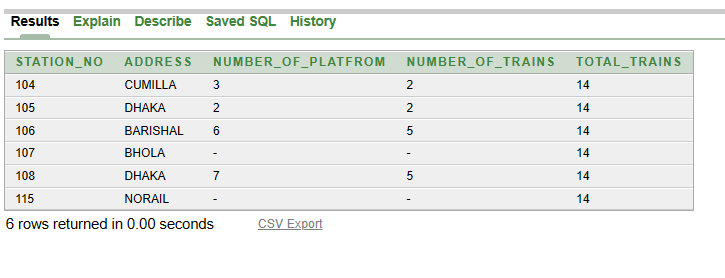 Results Explain Describe Saved SQL History
STATION_NO ADDRESS NUMBER_OF_PLATFROM NUMBER_OF_TRAINS TOTAL_TRAINS
104 CUMILLA 3 2 14
105 DHAKA 2 2 14
106 BARISHAL 6 5 14
107 BHOLA - - 14
108 DHAKA 7 5 14
115 NORAIL - - 14
6 rows returned in 0.00 seconds CSV Export